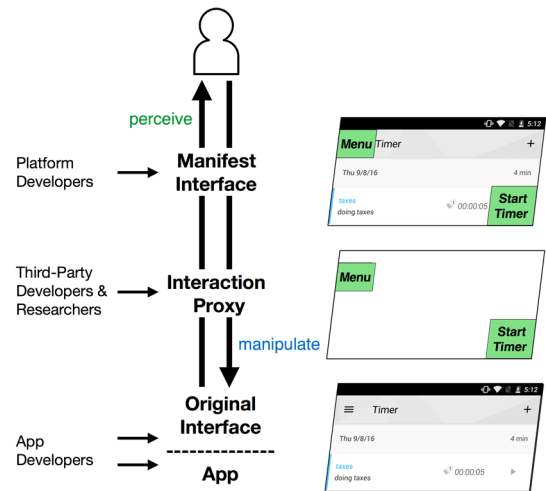 perceive
Platform
Developers
Manifest
Interface
5:12
Menu Timer
+
Thu 9/8/16
4 min
taxes
doing taxes
00:00:05
Start
Timer
Third-Party
Developers &
Researchers
Interaction
Proxy
Menu
Start
Timer
manipulate
Original
Interface
App
Developers
App
5:12
Timer
+
Thu 9/8/16
4 min
taxes
doing taxes
00:00:05